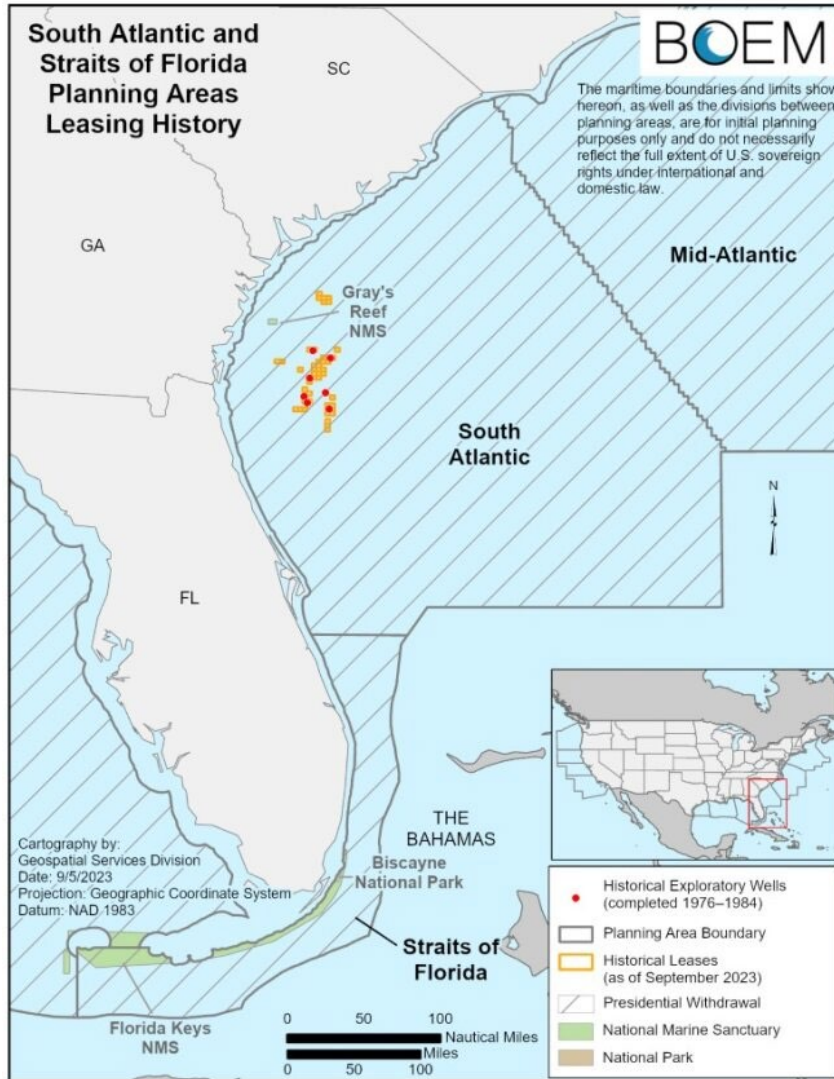 South Atlantic and
Straits of Florida
Planning Areas
Leasing History
BOEM
The maritime boundaries and limits show
hereon, as well as the divisions between
planning areas, are for initial planning
purposes only and do not necessarily
reflect the full extent of U.S. sovereign
rights under international and
domestic law.
SC
GA
Mid-Atlantic
Gray's
Reef
NMS
South
Atlantic
N
FL
THE
BAHAMAS
Cartography by:
Geospatial Services Division
Date: 9/5/2023
Projection: Geographic Coordinate System
Datum: NAD 1983
Biscayne
National Park
Straits of
Florida
Florida Keys
NMS
0 50 100
Nautical Miles
Miles
0 50 100
Historical Exploratory Wells
(completed 1976–1984)
Planning Area Boundary
Historical Leases
(as of September 2023)
Presidential Withdrawal
National Marine Sanctuary
National Park